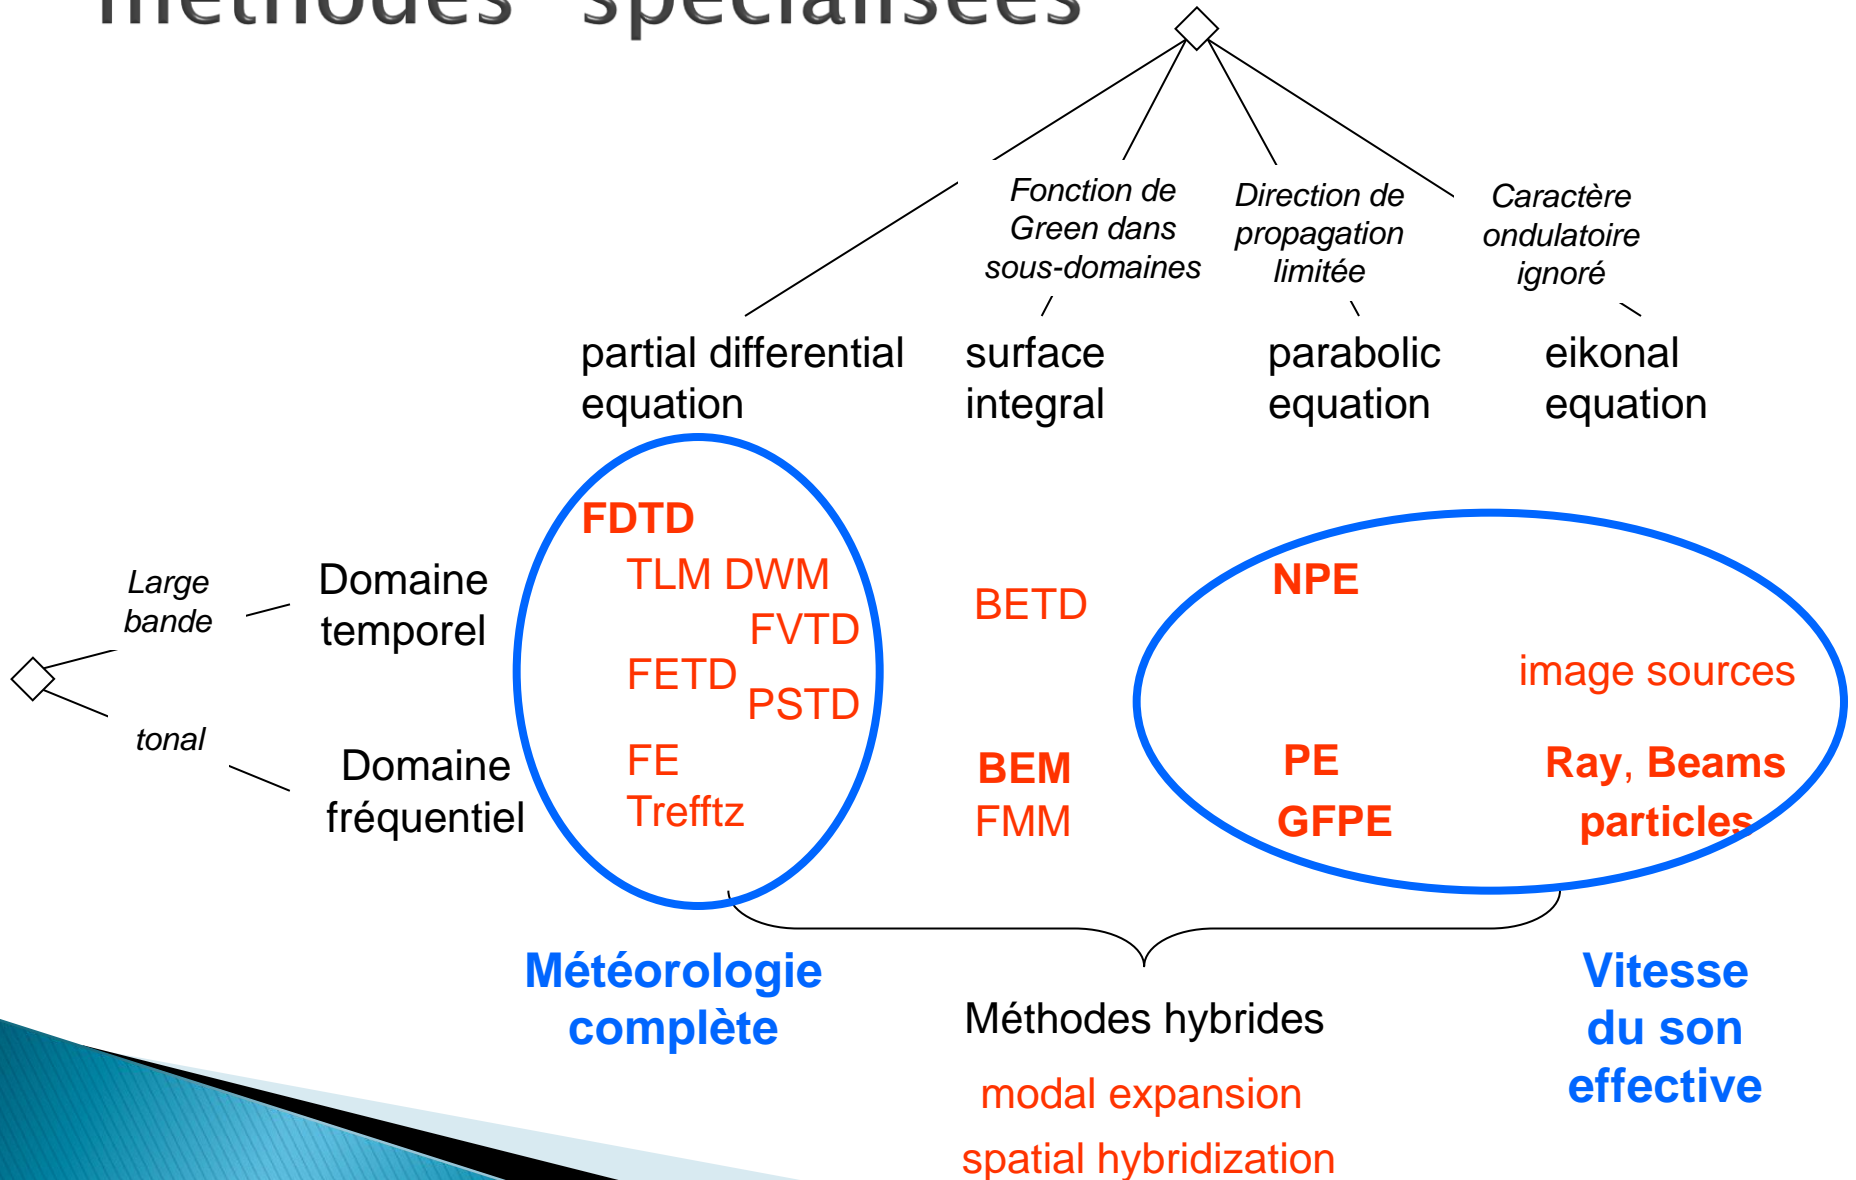 méthodes spécialisées
Fonction de
Green dans
sous-domaines
Direction de
propagation
limitée
Caractère
ondulatoire
ignoré
partial differential
equation
surface
integral
parabolic
equation
eikonal
equation
Large
bande
Domaine
temporel
FDTD
TLM DWM
FVTD
FETD
PSTD
BETD
NPE
image sources
tonal
Domaine
fréquentiel
FE
Trefftz
BEM
FMM
PE
GFPE
Ray, Beams
particles
Météorologie
complète
Méthodes hybrides
modal expansion
spatial hybridization
Vitesse
du son
effective